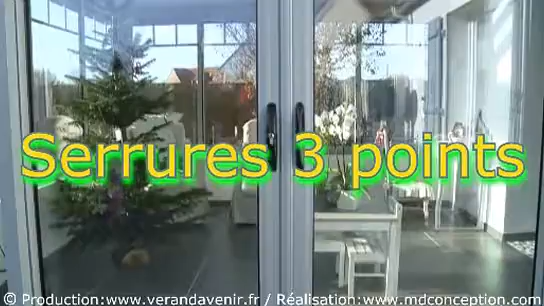 Serrures 3 points
© Production:www.verandavenir.fr / Réalisation:www.mdconception.com